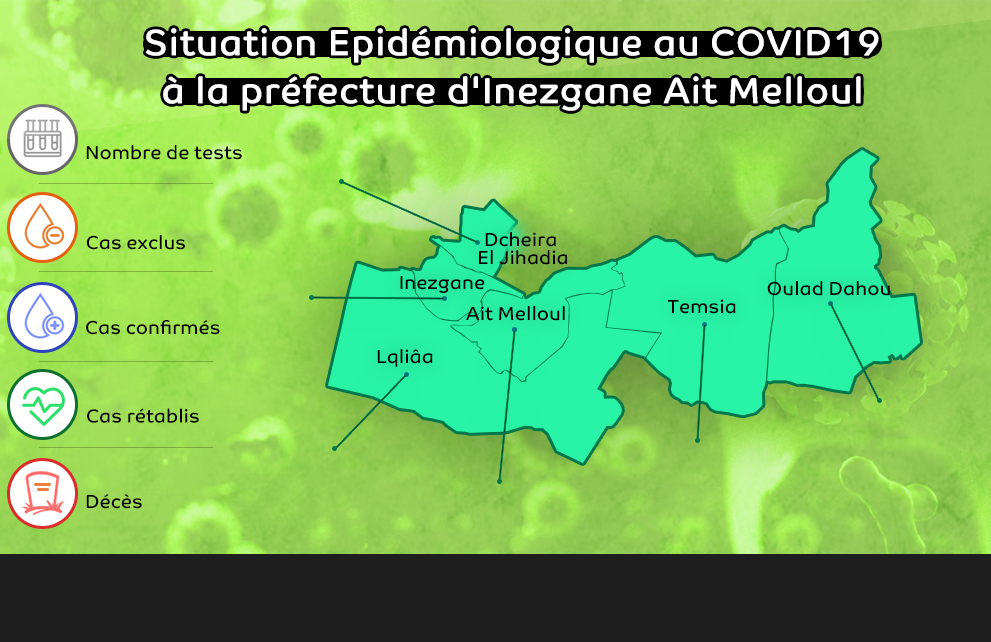 Situation Epidémiologique au COVID19
à la préfecture d'Inezgane Ait Melloul
Nombre de tests
Cas exclus
Cas confirmés
Cas rétablis
Décès
Dcheira
El Jihadia
Inezgane
Ait Melloul
Lqliâa
Temsia
Oulad Dahou